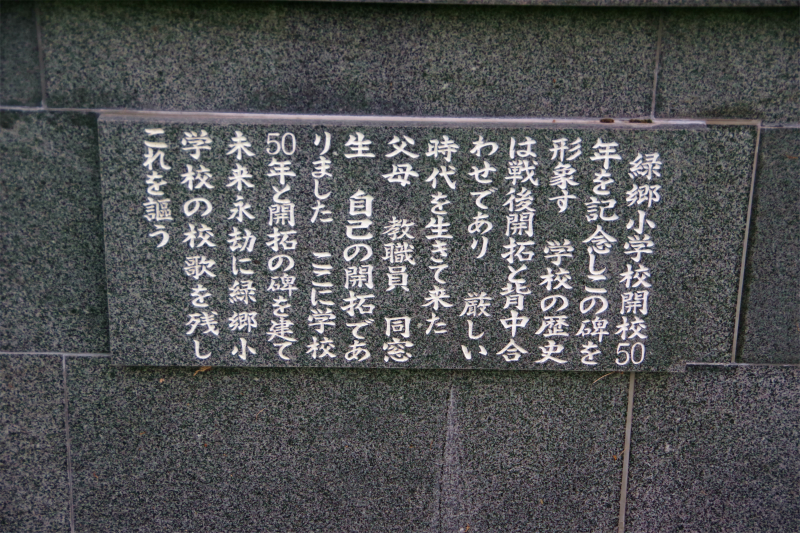 緑郷小学校開校50
年を記念しこの碑を
形象す　学校の歴史
は戦後開拓と背中合
わせであり　厳しい
時代を生きて来た
父母　教職員　同窓
生　自己の開拓であ
りました　ここに学校
50年と開拓の碑を建て
未来永劫に緑郷小
学校の校歌を残し
これを謳う